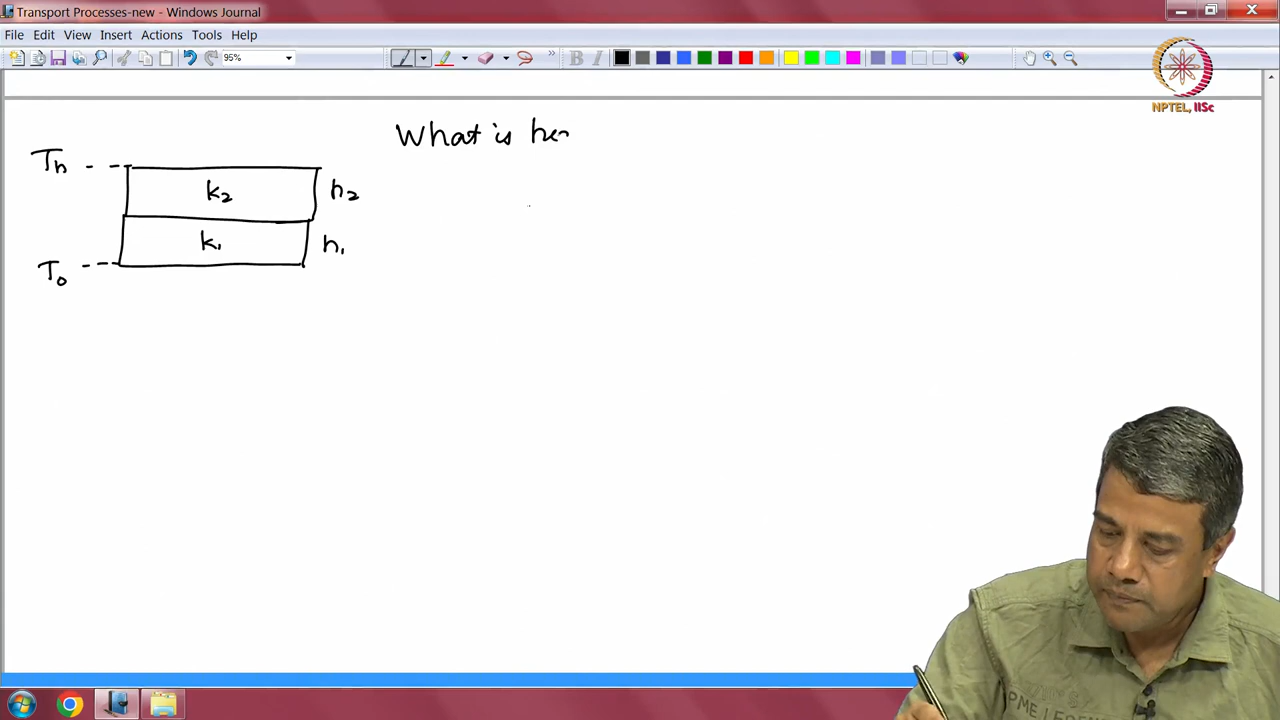 Transport Processes-new - Windows Journal
File Edit View Insert Actions Tools Help
95%
NPTEL, IISc
What is hea
Th
k2
h2
k1
h1
T0